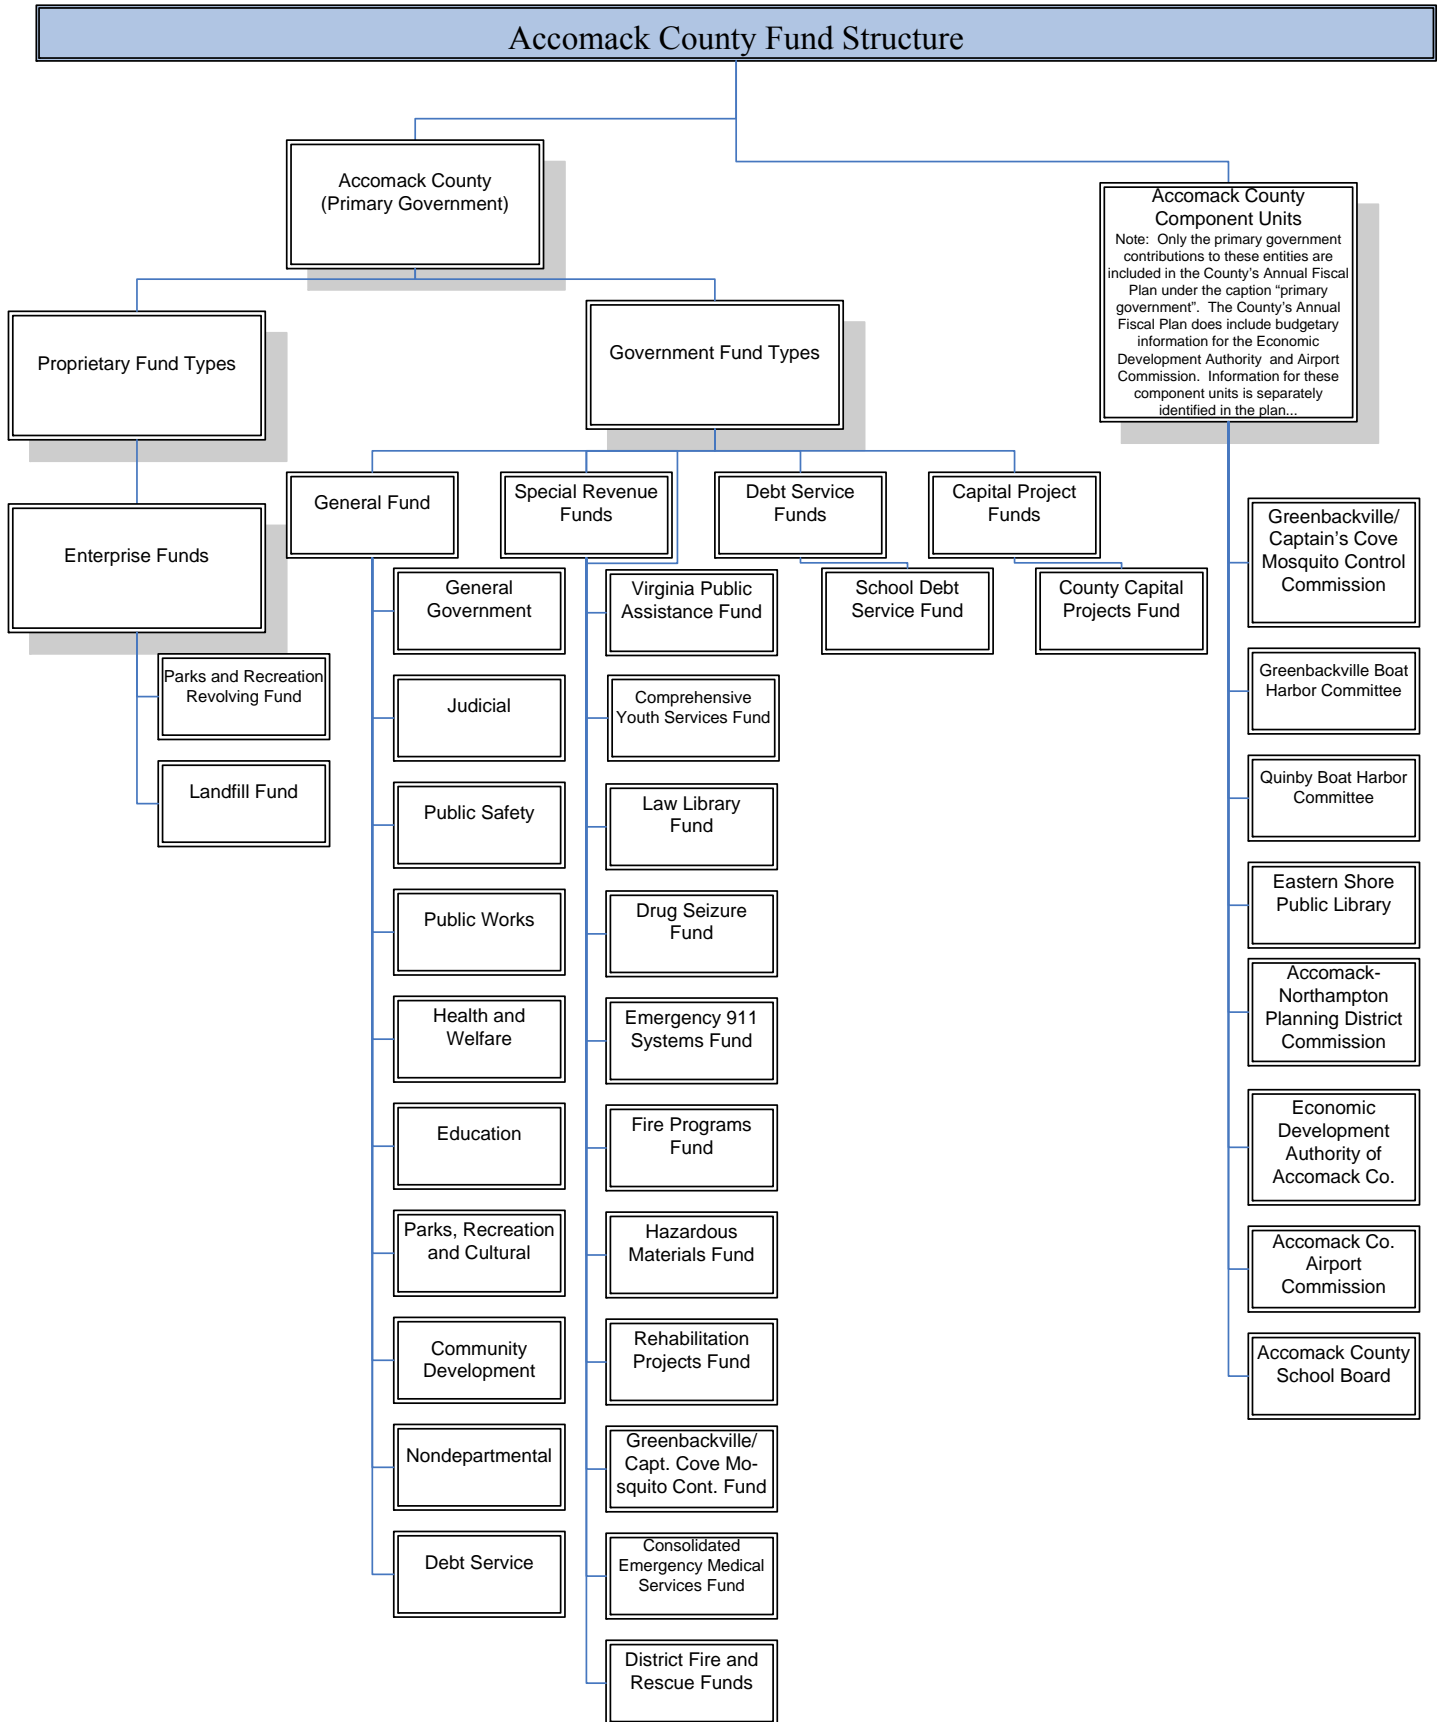 Accomack County Fund Structure
Accomack County
(Primary Government)
Accomack County
Component Units
Note:  Only the primary government
contributions to these entities are
included in the County's Annual Fiscal
Plan under the caption “primary
government”.  The County's Annual
Fiscal Plan does include budgetary
information for the Economic
Development Authority  and Airport
Commission.  Information for these
component units is separately
identified in the plan...
Proprietary Fund Types
Government Fund Types
Enterprise Funds
Parks and Recreation
Revolving Fund
Landfill Fund
General Fund
General
Government
Judicial
Public Safety
Public Works
Health and
Welfare
Education
Parks, Recreation
and Cultural
Community
Development
Nondepartmental
Debt Service
Special Revenue
Funds
Virginia Public
Assistance Fund
Comprehensive
Youth Services Fund
Law Library
Fund
Drug Seizure
Fund
Emergency 911
Systems Fund
Fire Programs
Fund
Hazardous
Materials Fund
Rehabilitation
Projects Fund
Greenbackville/
Capt. Cove Mo-
squito Cont. Fund
Consolidated
Emergency Medical
Services Fund
District Fire and
Rescue Funds
Debt Service
Funds
School Debt
Service Fund
Capital Project
Funds
County Capital
Projects Fund
Greenbackville/
Captain's Cove
Mosquito Control
Commission
Greenbackville Boat
Harbor Committee
Quinby Boat Harbor
Committee
Eastern Shore
Public Library
Accomack-
Northampton
Planning District
Commission
Economic
Development
Authority of
Accomack Co.
Accomack Co.
Airport
Commission
Accomack County
School Board